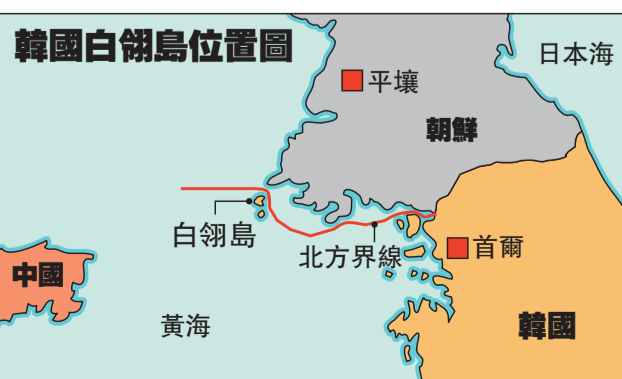 韓國白翎島位置圖
日本海
平壤
朝鮮
白翎島
北方界線
首爾
中國
黃海
韓國